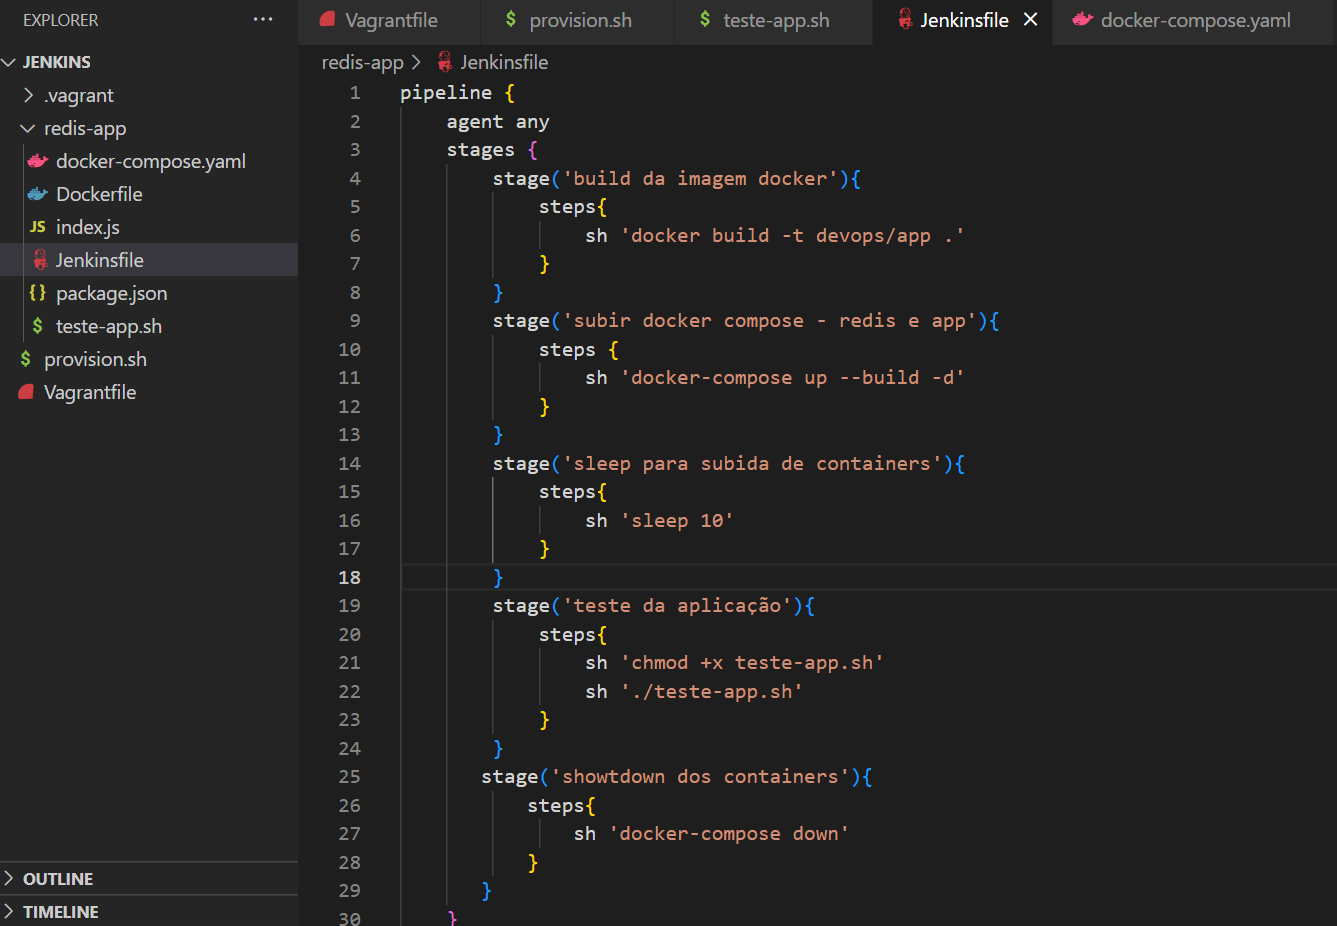 EXPLORER
···
JENKINS
.vagrant
redis-app
docker-compose.yaml
Dockerfile
JS index.js
Jenkinsfile
{} package.json
$ teste-app.sh
$ provision.sh
Vagrantfile
OUTLINE
TIMELINE
Vagrantfile
$ provision.sh
$ teste-app.sh
Jenkinsfile
docker-compose.yaml
redis-app > Jenkinsfile
1 pipeline {
2 agent any
3 stages {
4 stage('build da imagem docker'){
5 steps{
6 sh 'docker build -t devops/app .'
7 }
8 }
9 stage('subir docker compose - redis e app'){
10 steps {
11 sh 'docker-compose up --build -d'
12 }
13 }
14 stage('sleep para subida de containers'){
15 steps{
16 sh 'sleep 10'
17 }
18 }
19 stage('teste da aplicação'){
20 steps{
21 sh 'chmod +x teste-app.sh'
22 sh './teste-app.sh'
23 }
24 }
25 stage('showtdown dos containers'){
26 steps{
27 sh 'docker-compose down'
28 }
29 }
30 }